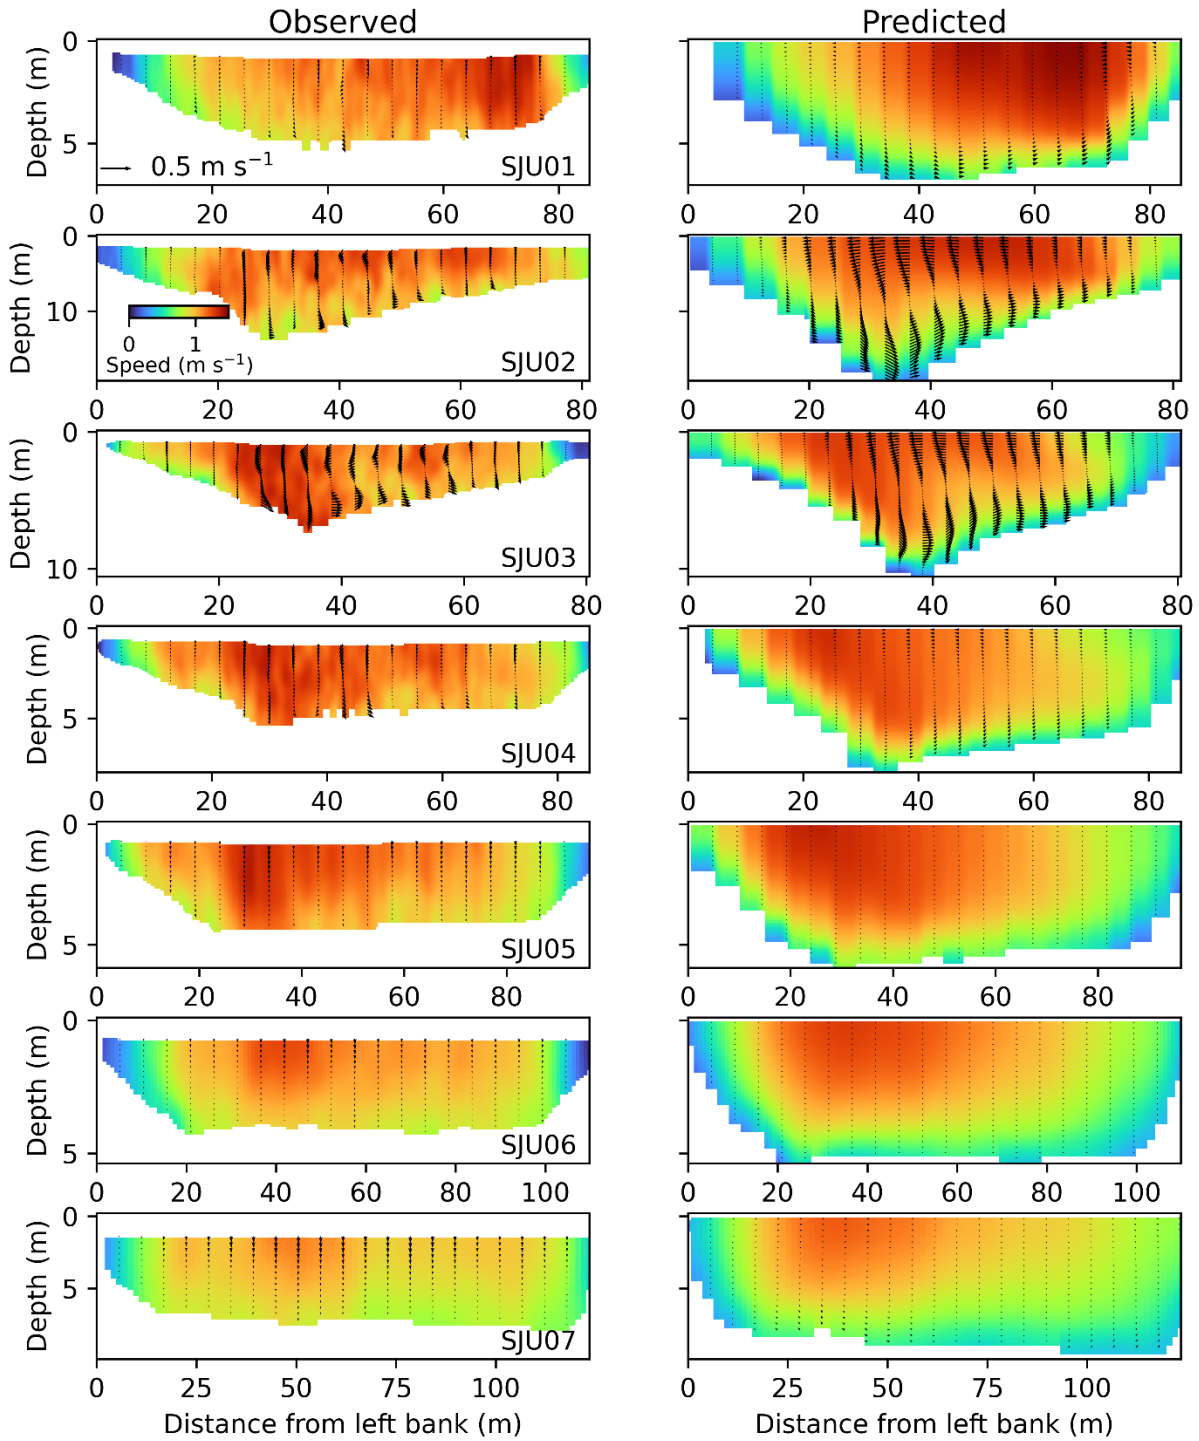 Observed Predicted
0
5
Depth (m)
0.5 m s⁻¹
SJU01
0 20 40 60 80
0 20 40 60 80
0
10
Depth (m)
0 1
Speed (m s⁻¹)
SJU02
0 20 40 60 80
0 20 40 60 80
0
10
Depth (m)
SJU03
0 20 40 60 80
0 20 40 60 80
0
5
Depth (m)
SJU04
0 20 40 60 80
0 20 40 60 80
0
5
Depth (m)
SJU05
0 20 40 60 80
0 20 40 60 80
0
5
Depth (m)
SJU06
0 20 40 60 80 100
0 20 40 60 80 100
0
5
Depth (m)
SJU07
0 25 50 75 100
0 25 50 75 100
Distance from left bank (m) Distance from left bank (m)